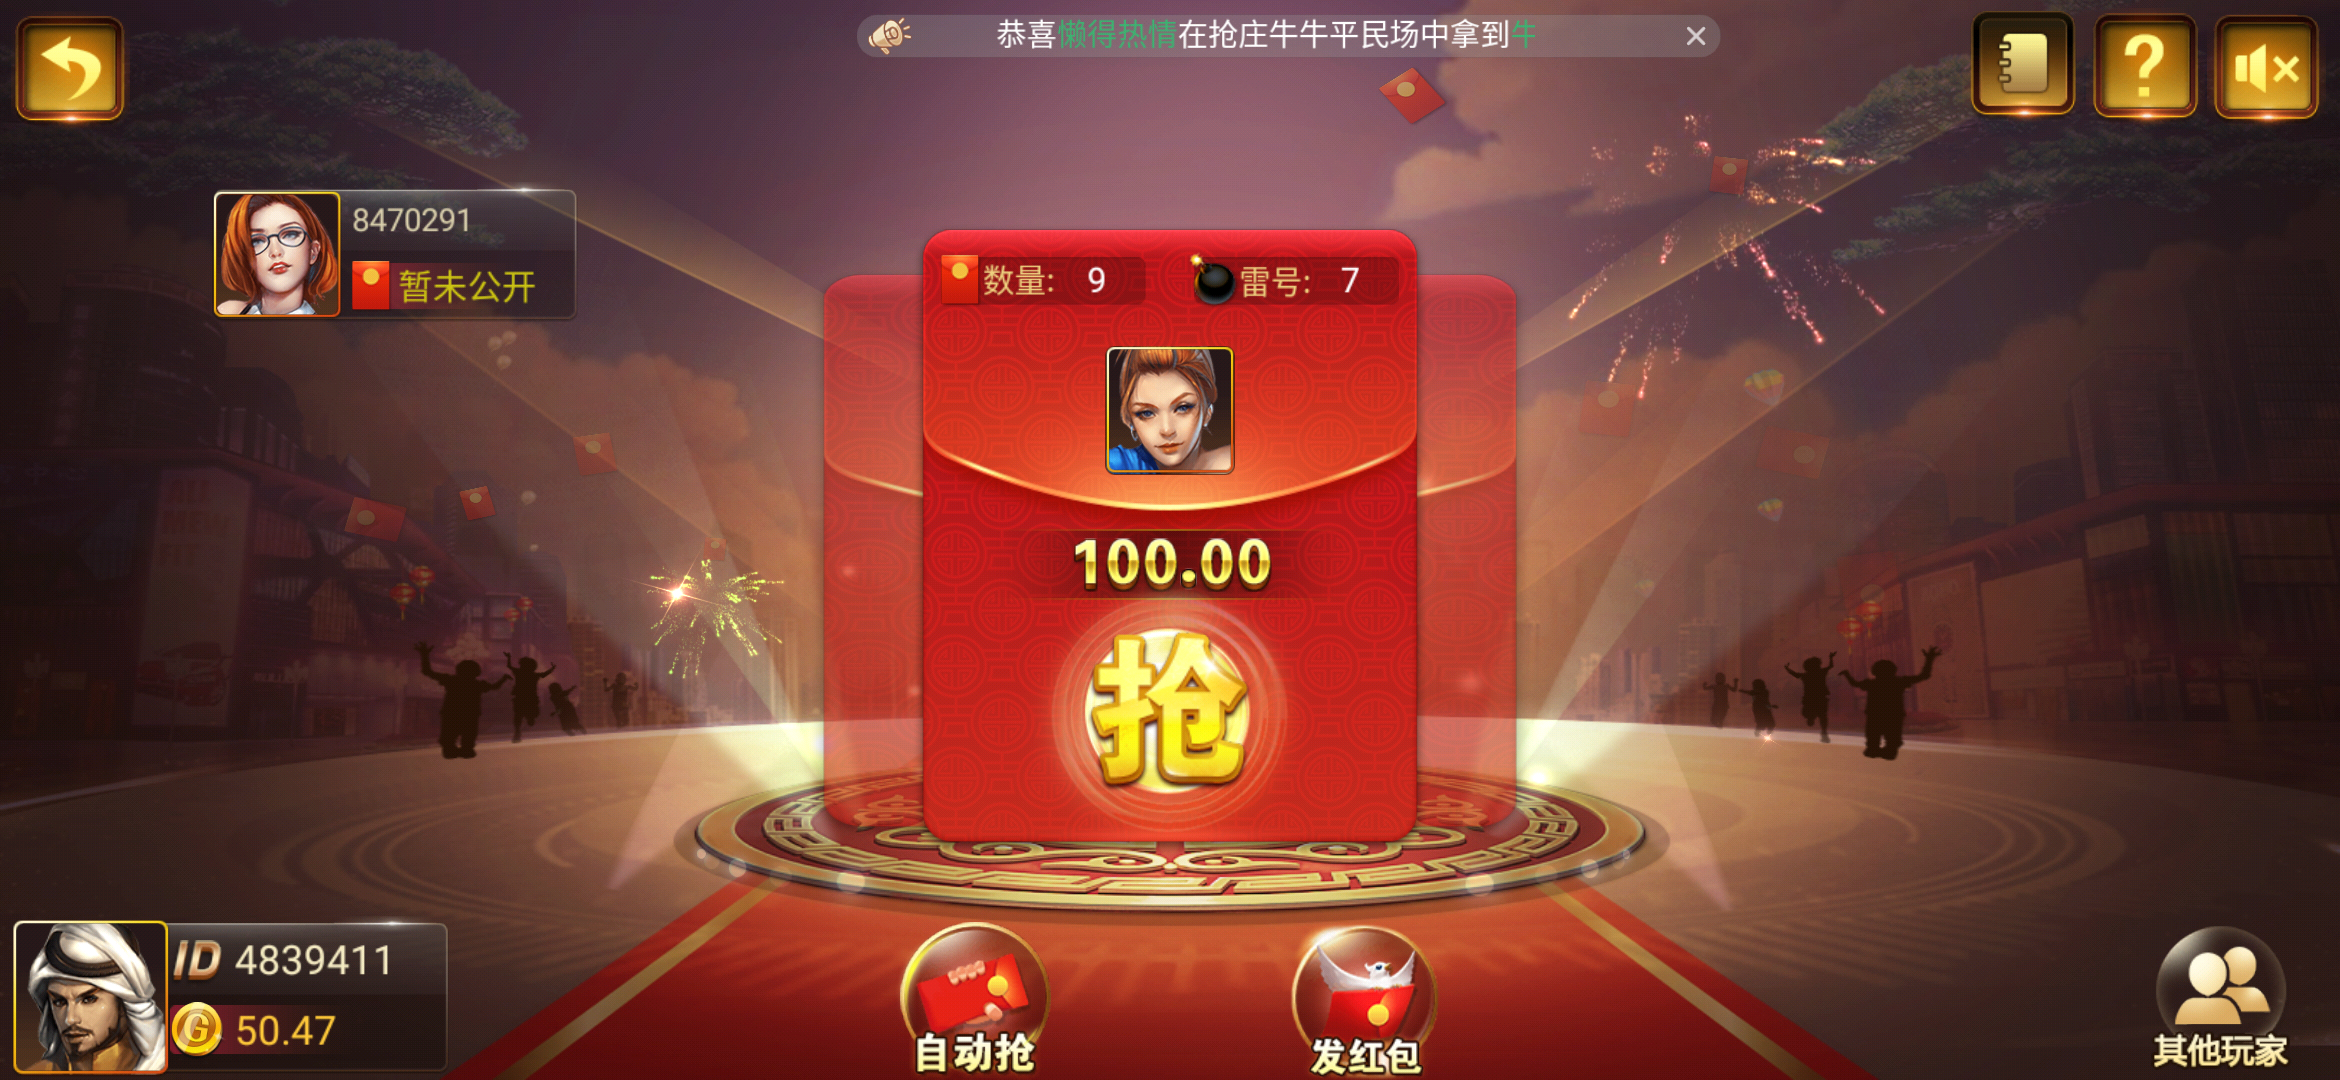 恭喜懒得热情在抢庄牛牛平民场中拿到牛
8470291
暂未公开
数量: 9
雷号: 7
100.00
抢
ID 4839411
50.47
自动抢
发红包
其他玩家